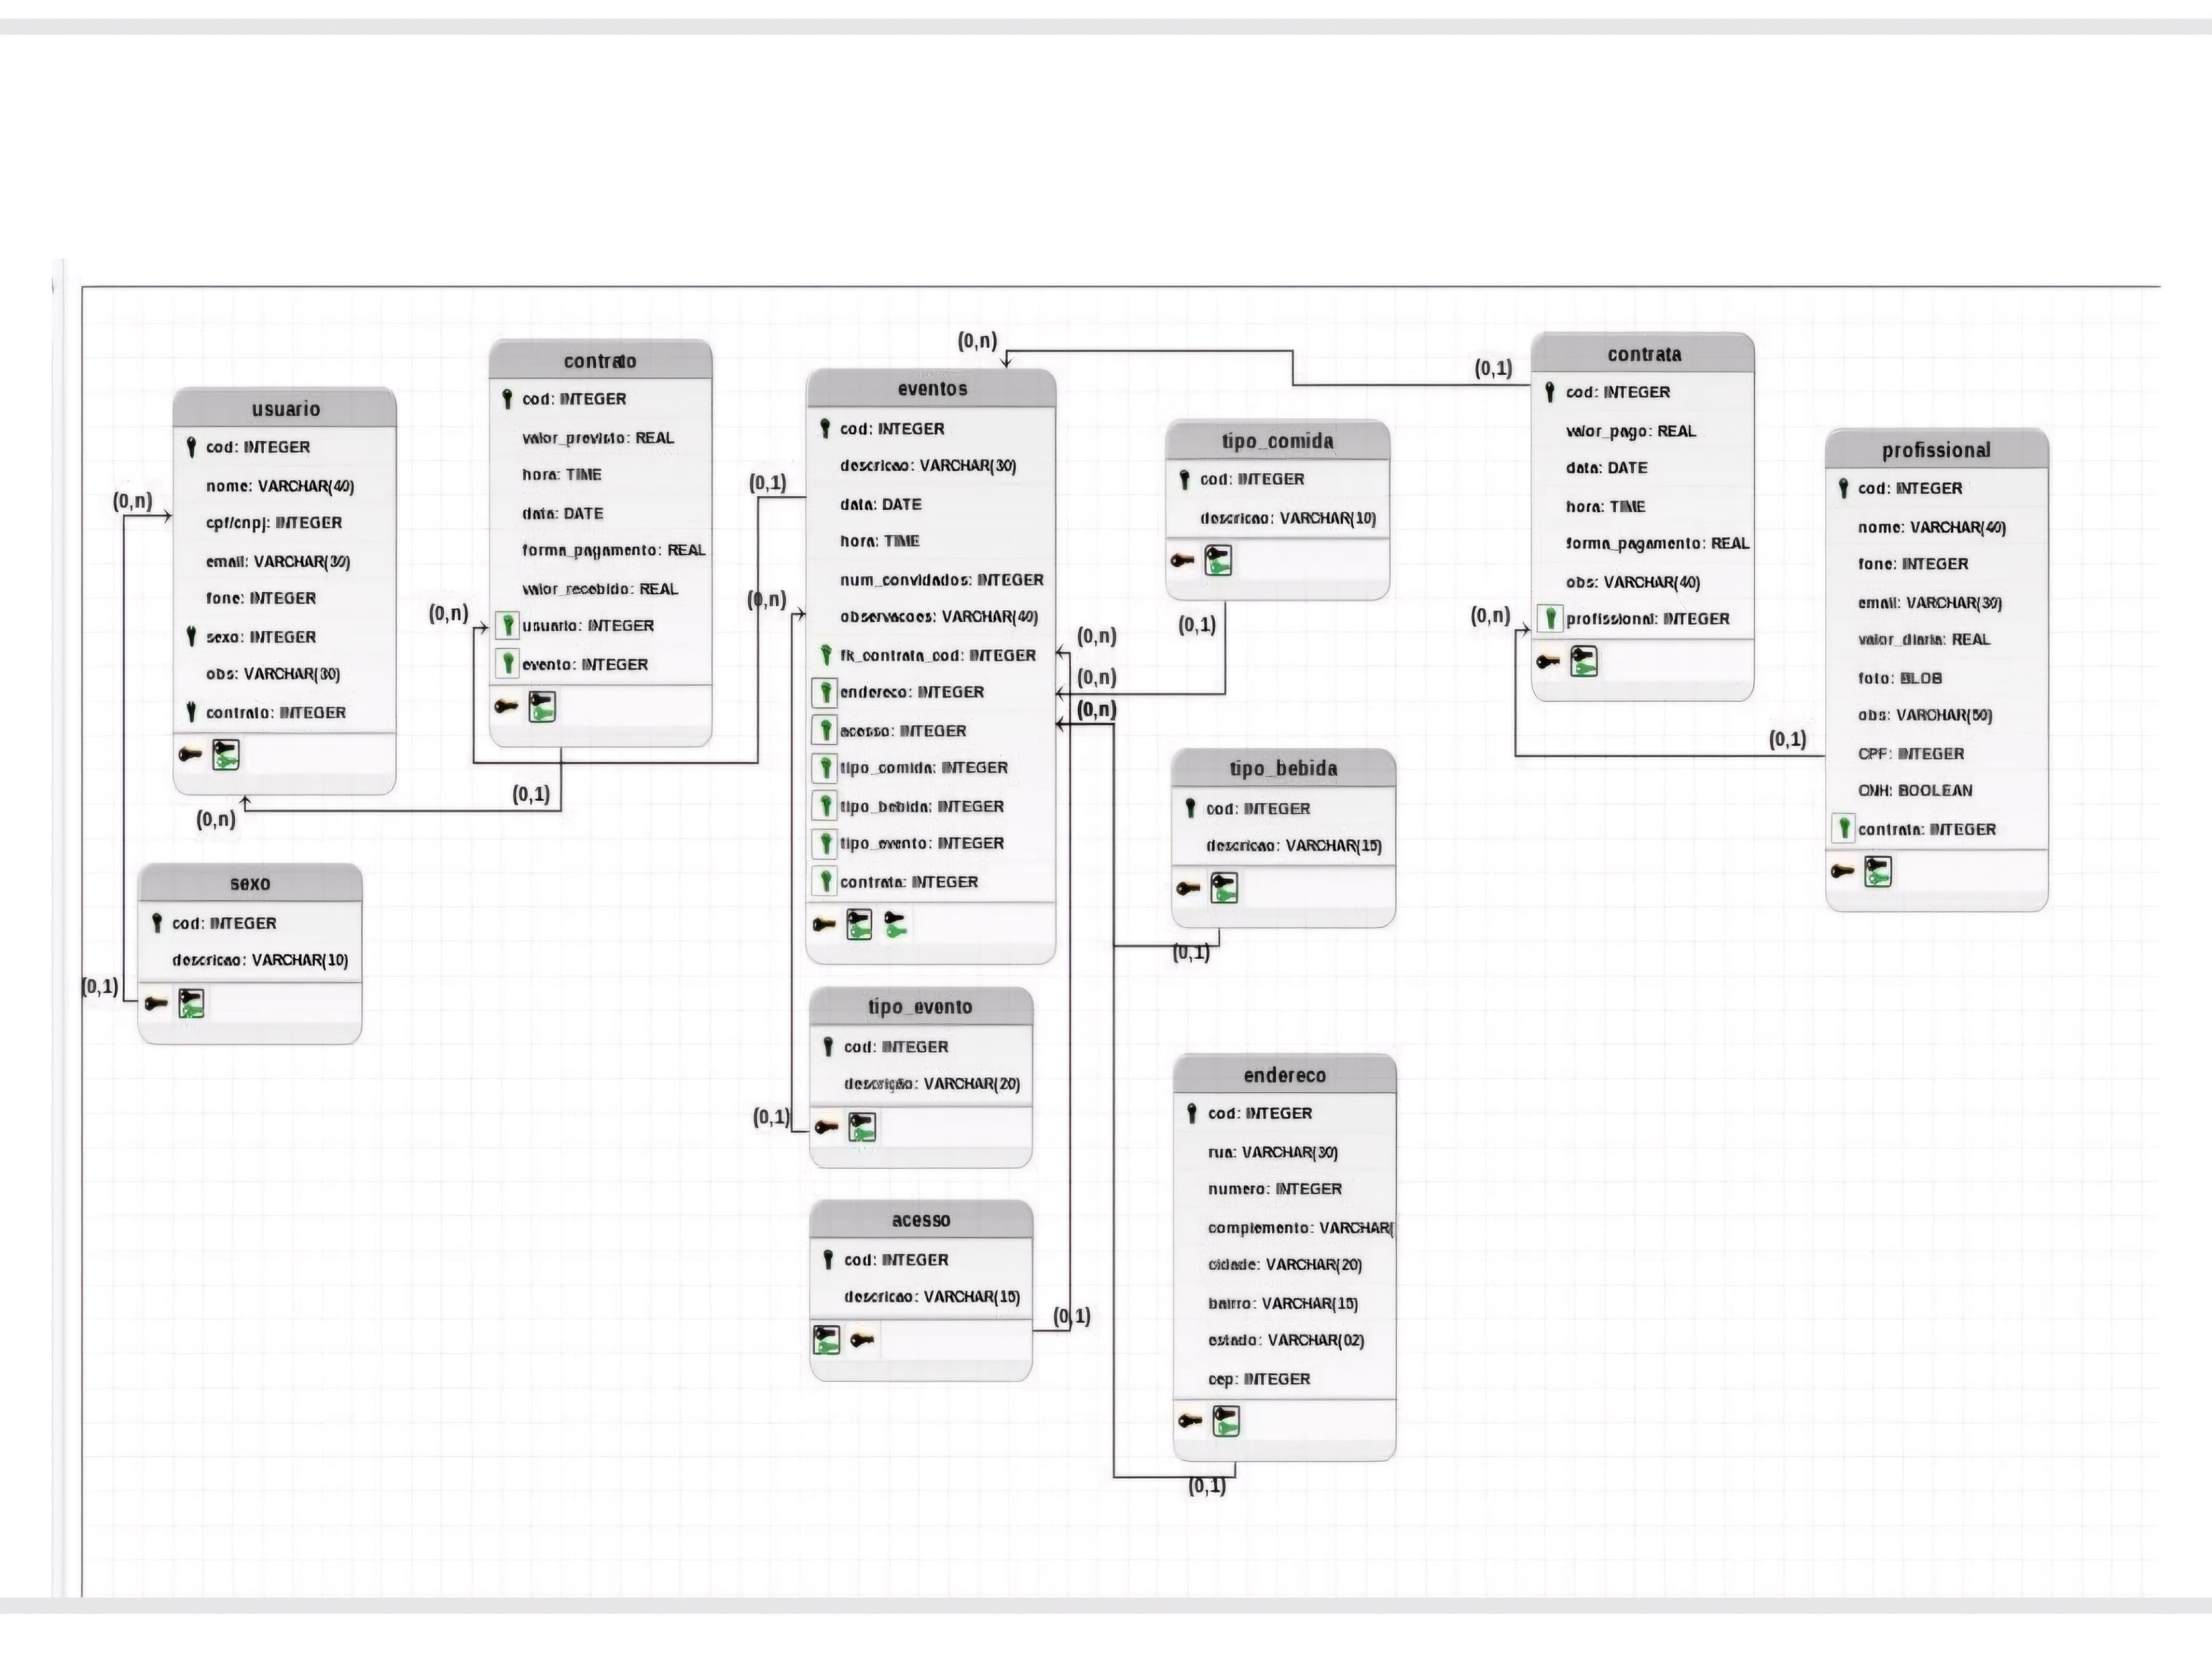 usuario
cod: INTEGER
nome: VARCHAR(40)
cpf/cnpj: INTEGER
email: VARCHAR(30)
fone: INTEGER
sexo: INTEGER
obs: VARCHAR(30)
contrato: INTEGER
(0,n)
(0,n)
(0,1)
sexo
cod: INTEGER
descricao: VARCHAR(10)
(0,1)
contrato
cod: INTEGER
valor_previsto: REAL
hora: TIME
data: DATE
forma_pagamento: REAL
valor_recebido: REAL
usuario: INTEGER
evento: INTEGER
(0,n)
(0,1)
(0,n)
(0,n)
eventos
cod: INTEGER
descricao: VARCHAR(30)
data: DATE
hora: TIME
num_convidados: INTEGER
observacoes: VARCHAR(40)
fk_contrata_cod: INTEGER
endereco: INTEGER
acesso: INTEGER
tipo_comida: INTEGER
tipo_bebida: INTEGER
tipo_evento: INTEGER
contrata: INTEGER
(0,n)
(0,n)
(0,n)
tipo_evento
cod: INTEGER
descrição: VARCHAR(20)
(0,1)
acesso
cod: INTEGER
descricao: VARCHAR(15)
(0,1)
tipo_comida
cod: INTEGER
descricao: VARCHAR(10)
(0,1)
tipo_bebida
cod: INTEGER
descricao: VARCHAR(15)
(0,1)
endereco
cod: INTEGER
rua: VARCHAR(30)
numero: INTEGER
complemento: VARCHAR(
cidade: VARCHAR(20)
bairro: VARCHAR(15)
estado: VARCHAR(02)
cep: INTEGER
(0,1)
(0,1)
contrata
cod: INTEGER
valor_pago: REAL
data: DATE
hora: TIME
forma_pagamento: REAL
obs: VARCHAR(40)
profissional: INTEGER
(0,n)
(0,1)
profissional
cod: INTEGER
nome: VARCHAR(40)
fone: INTEGER
email: VARCHAR(30)
valor_diaria: REAL
foto: BLOB
obs: VARCHAR(50)
CPF: INTEGER
CNH: BOOLEAN
contrata: INTEGER